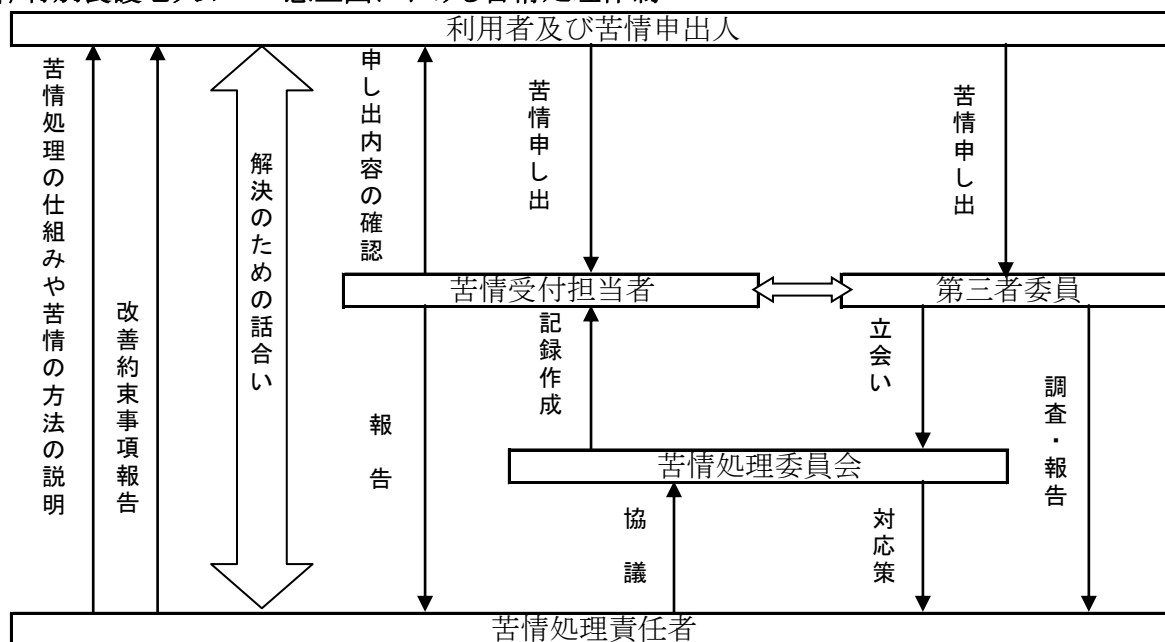 利用者及び苦情申出人
苦情処理の仕組みや苦情の方法の説明
改善約束事項報告
解決のための話合い
申し出内容の確認
苦情申し出
苦情申し出
苦情受付担当者
第三者委員
報告
記録作成
立会い
調査・報告
苦情処理委員会
協議
対応策
苦情処理責任者